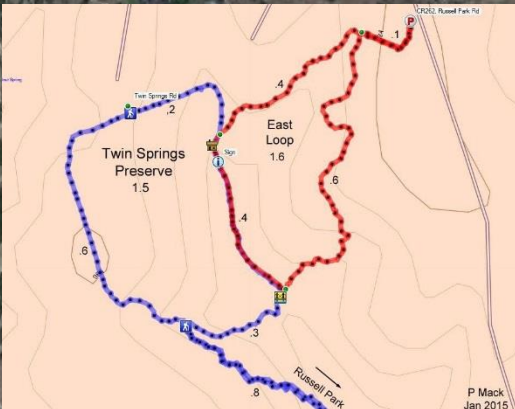 CR262, Russell Park Rd
P
.1
.4
Twin Springs Rd
.2
East
Loop
1.6
Twin Springs
Preserve
1.5
Sign
i
.6
.4
.6
.3
.8
Russell Park
P Mack
Jan 2015